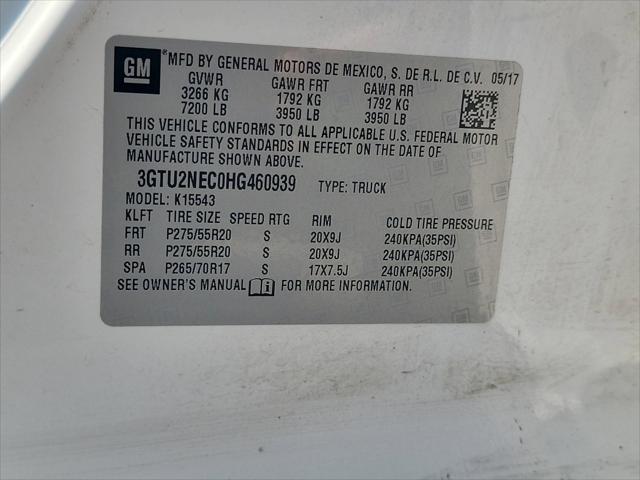 GM
®MFD BY GENERAL MOTORS DE MEXICO, S. DE R.L. DE C.V. 05/17
GVWR GAWR FRT GAWR RR
3266 KG 1792 KG 1792 KG
7200 LB 3950 LB 3950 LB
THIS VEHICLE CONFORMS TO ALL APPLICABLE U.S. FEDERAL MOTOR
VEHICLE SAFETY STANDARDS IN EFFECT ON THE DATE OF
MANUFACTURE SHOWN ABOVE.
3GTU2NEC0HG460939 TYPE: TRUCK
MODEL: K15543
KLFT TIRE SIZE SPEED RTG RIM COLD TIRE PRESSURE
FRT P275/55R20 S 20X9J 240KPA(35PSI)
RR P275/55R20 S 20X9J 240KPA(35PSI)
SPA P265/70R17 S 17X7.5J 240KPA(35PSI)
SEE OWNER'S MANUAL i FOR MORE INFORMATION.